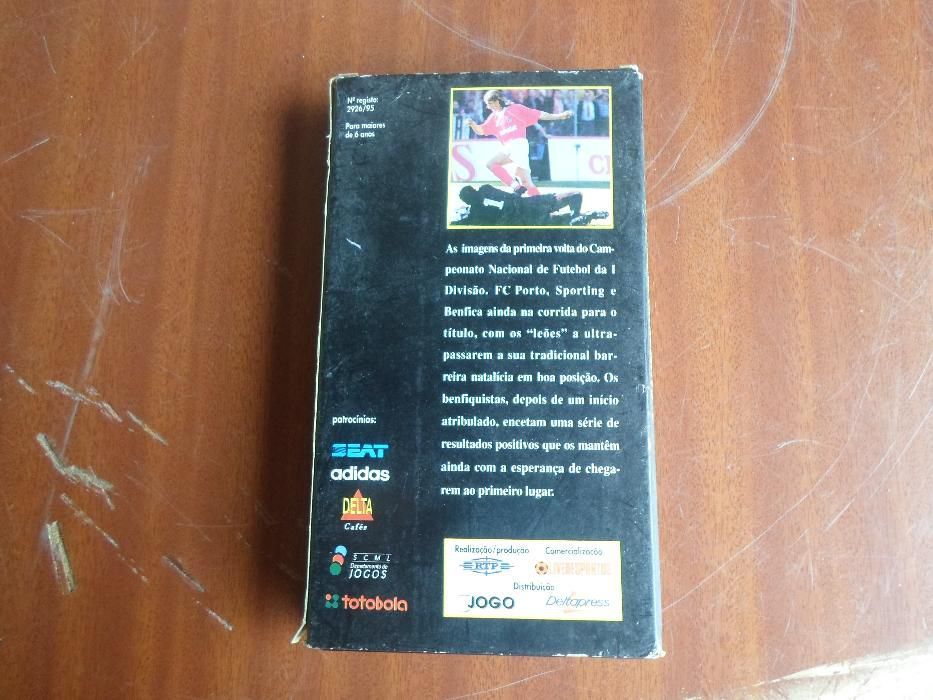 Nº registo:
2926/95
Para maiores
de 6 anos
As imagens da primeira volta do Cam-
peonato Nacional de Futebol da I
Divisão. FC Porto, Sporting e
Benfica ainda na corrida para o
título, com os “leões” a ultra-
passarem a sua tradicional bar-
reira natalícia em boa posição. Os
benfiquistas, depois de um início
atribulado, encetam uma série de
resultados positivos que os mantêm
ainda com a esperança de chega-
rem ao primeiro lugar.
patrocínios:
SEAT
adidas
DELTA
Cafés
SCML
Departamento de
JOGOS
totobola
Realização/produção
RTP
Comercialização
Distribuição
JOGO
Deltapress